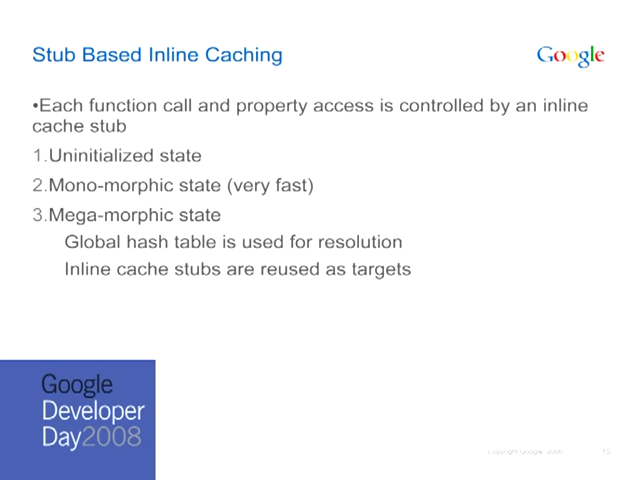 Stub Based Inline Caching
Google
•Each function call and property access is controlled by an inline
cache stub
1.Uninitialized state
2.Mono-morphic state (very fast)
3.Mega-morphic state
Global hash table is used for resolution
Inline cache stubs are reused as targets
Google
Developer
Day2008
Copyright Google